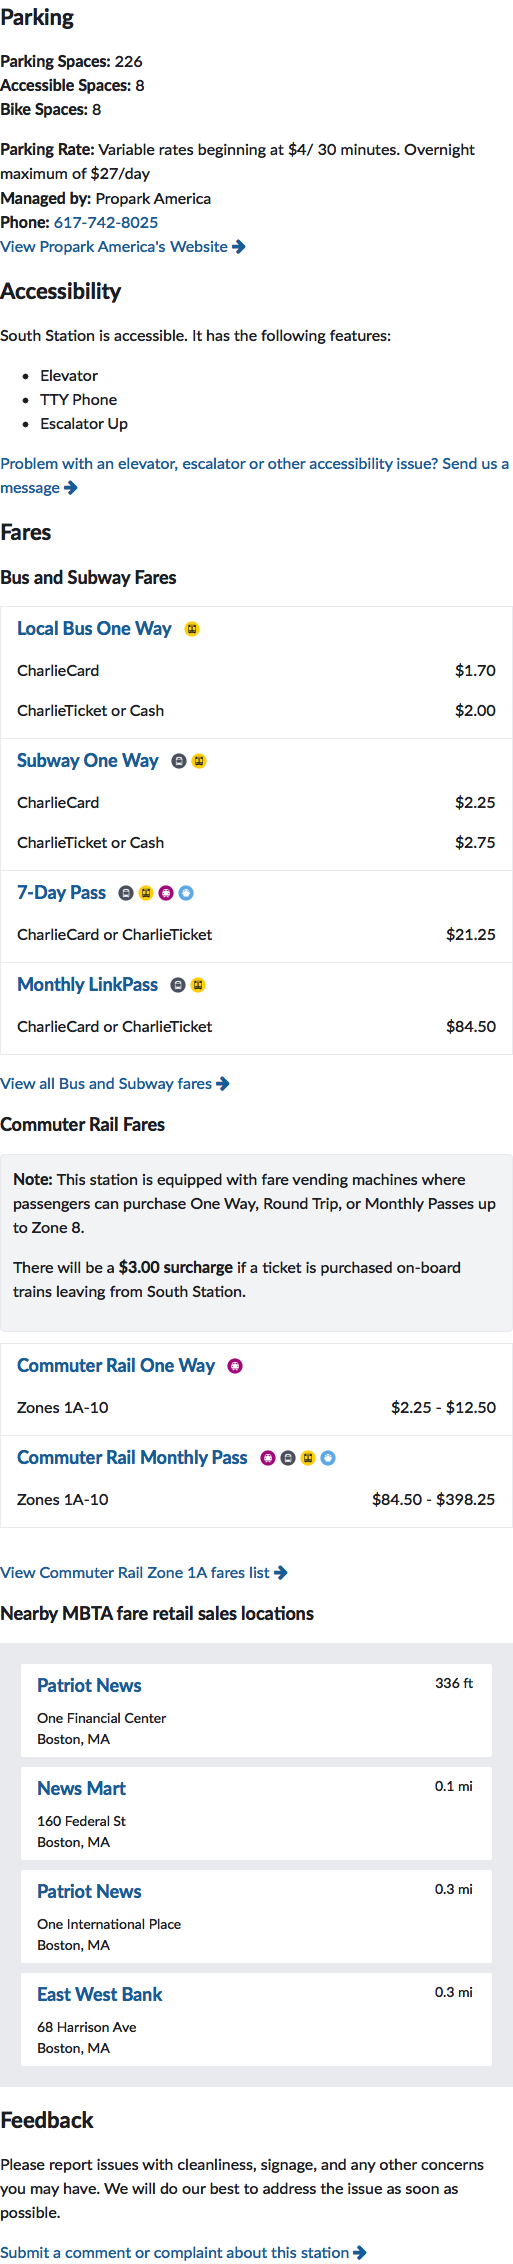 Parking
Parking Spaces: 226
Accessible Spaces: 8
Bike Spaces: 8
Parking Rate: Variable rates beginning at $4/ 30 minutes. Overnight
maximum of $27/day
Managed by: Propark America
Phone: 617-742-8025
View Propark America's Website
Accessibility
South Station is accessible. It has the following features:
Elevator
TTY Phone
Escalator Up
Problem with an elevator, escalator or other accessibility issue? Send us a
message
Fares
Bus and Subway Fares
Local Bus One Way
CharlieCard $1.70
CharlieTicket or Cash $2.00
Subway One Way
CharlieCard $2.25
CharlieTicket or Cash $2.75
7-Day Pass
CharlieCard or CharlieTicket $21.25
Monthly LinkPass
CharlieCard or CharlieTicket $84.50
View all Bus and Subway fares
Commuter Rail Fares
Note: This station is equipped with fare vending machines where
passengers can purchase One Way, Round Trip, or Monthly Passes up
to Zone 8.
There will be a $3.00 surcharge if a ticket is purchased on-board
trains leaving from South Station.
Commuter Rail One Way
Zones 1A-10 $2.25 - $12.50
Commuter Rail Monthly Pass
Zones 1A-10 $84.50 - $398.25
View Commuter Rail Zone 1A fares list
Nearby MBTA fare retail sales locations
Patriot News 336 ft
One Financial Center
Boston, MA
News Mart 0.1 mi
160 Federal St
Boston, MA
Patriot News 0.3 mi
One International Place
Boston, MA
East West Bank 0.3 mi
68 Harrison Ave
Boston, MA
Feedback
Please report issues with cleanliness, signage, and any other concerns
you may have. We will do our best to address the issue as soon as
possible.
Submit a comment or complaint about this station